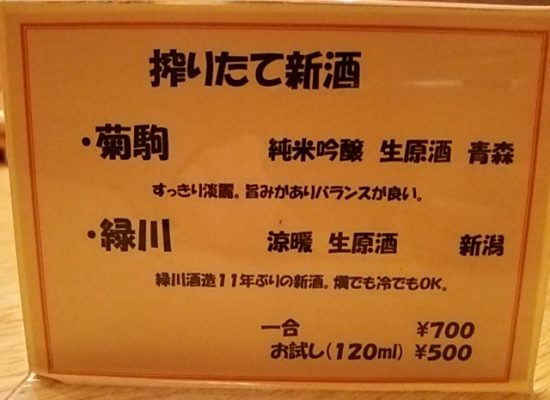 搾りたて新酒
・菊駒 純米吟醸 生原酒 青森
すっきり淡麗。旨みがありバランスが良い。
・緑川 涼暖 生原酒 新潟
緑川酒造11年ぶりの新酒。燗でも冷でもOK。
一合 ¥700
お試し(120ml) ¥500